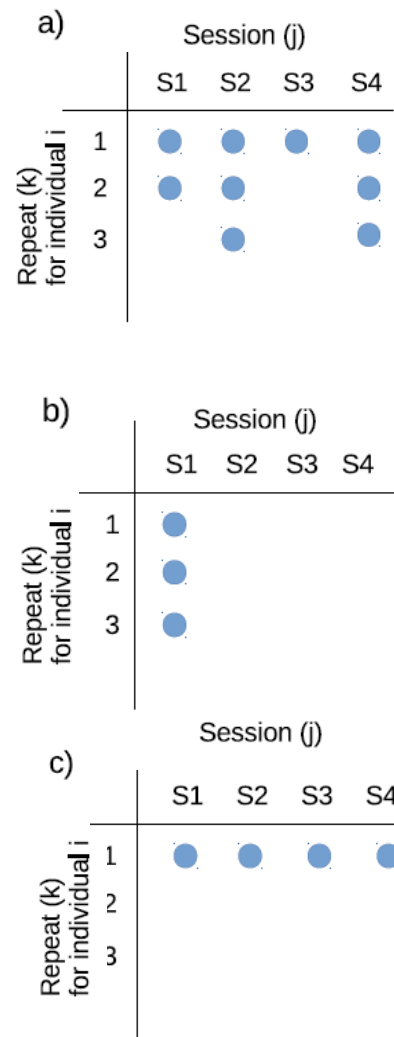 a)
Session (j)
S1 S2 S3 S4
Repeat (k)
for individual i
1
2
3
b)
Session (j)
S1 S2 S3 S4
Repeat (k)
for individual i
1
2
3
Session (j)
c)
S1 S2 S3 S4
Repeat (k)
for individual i
1
2
3